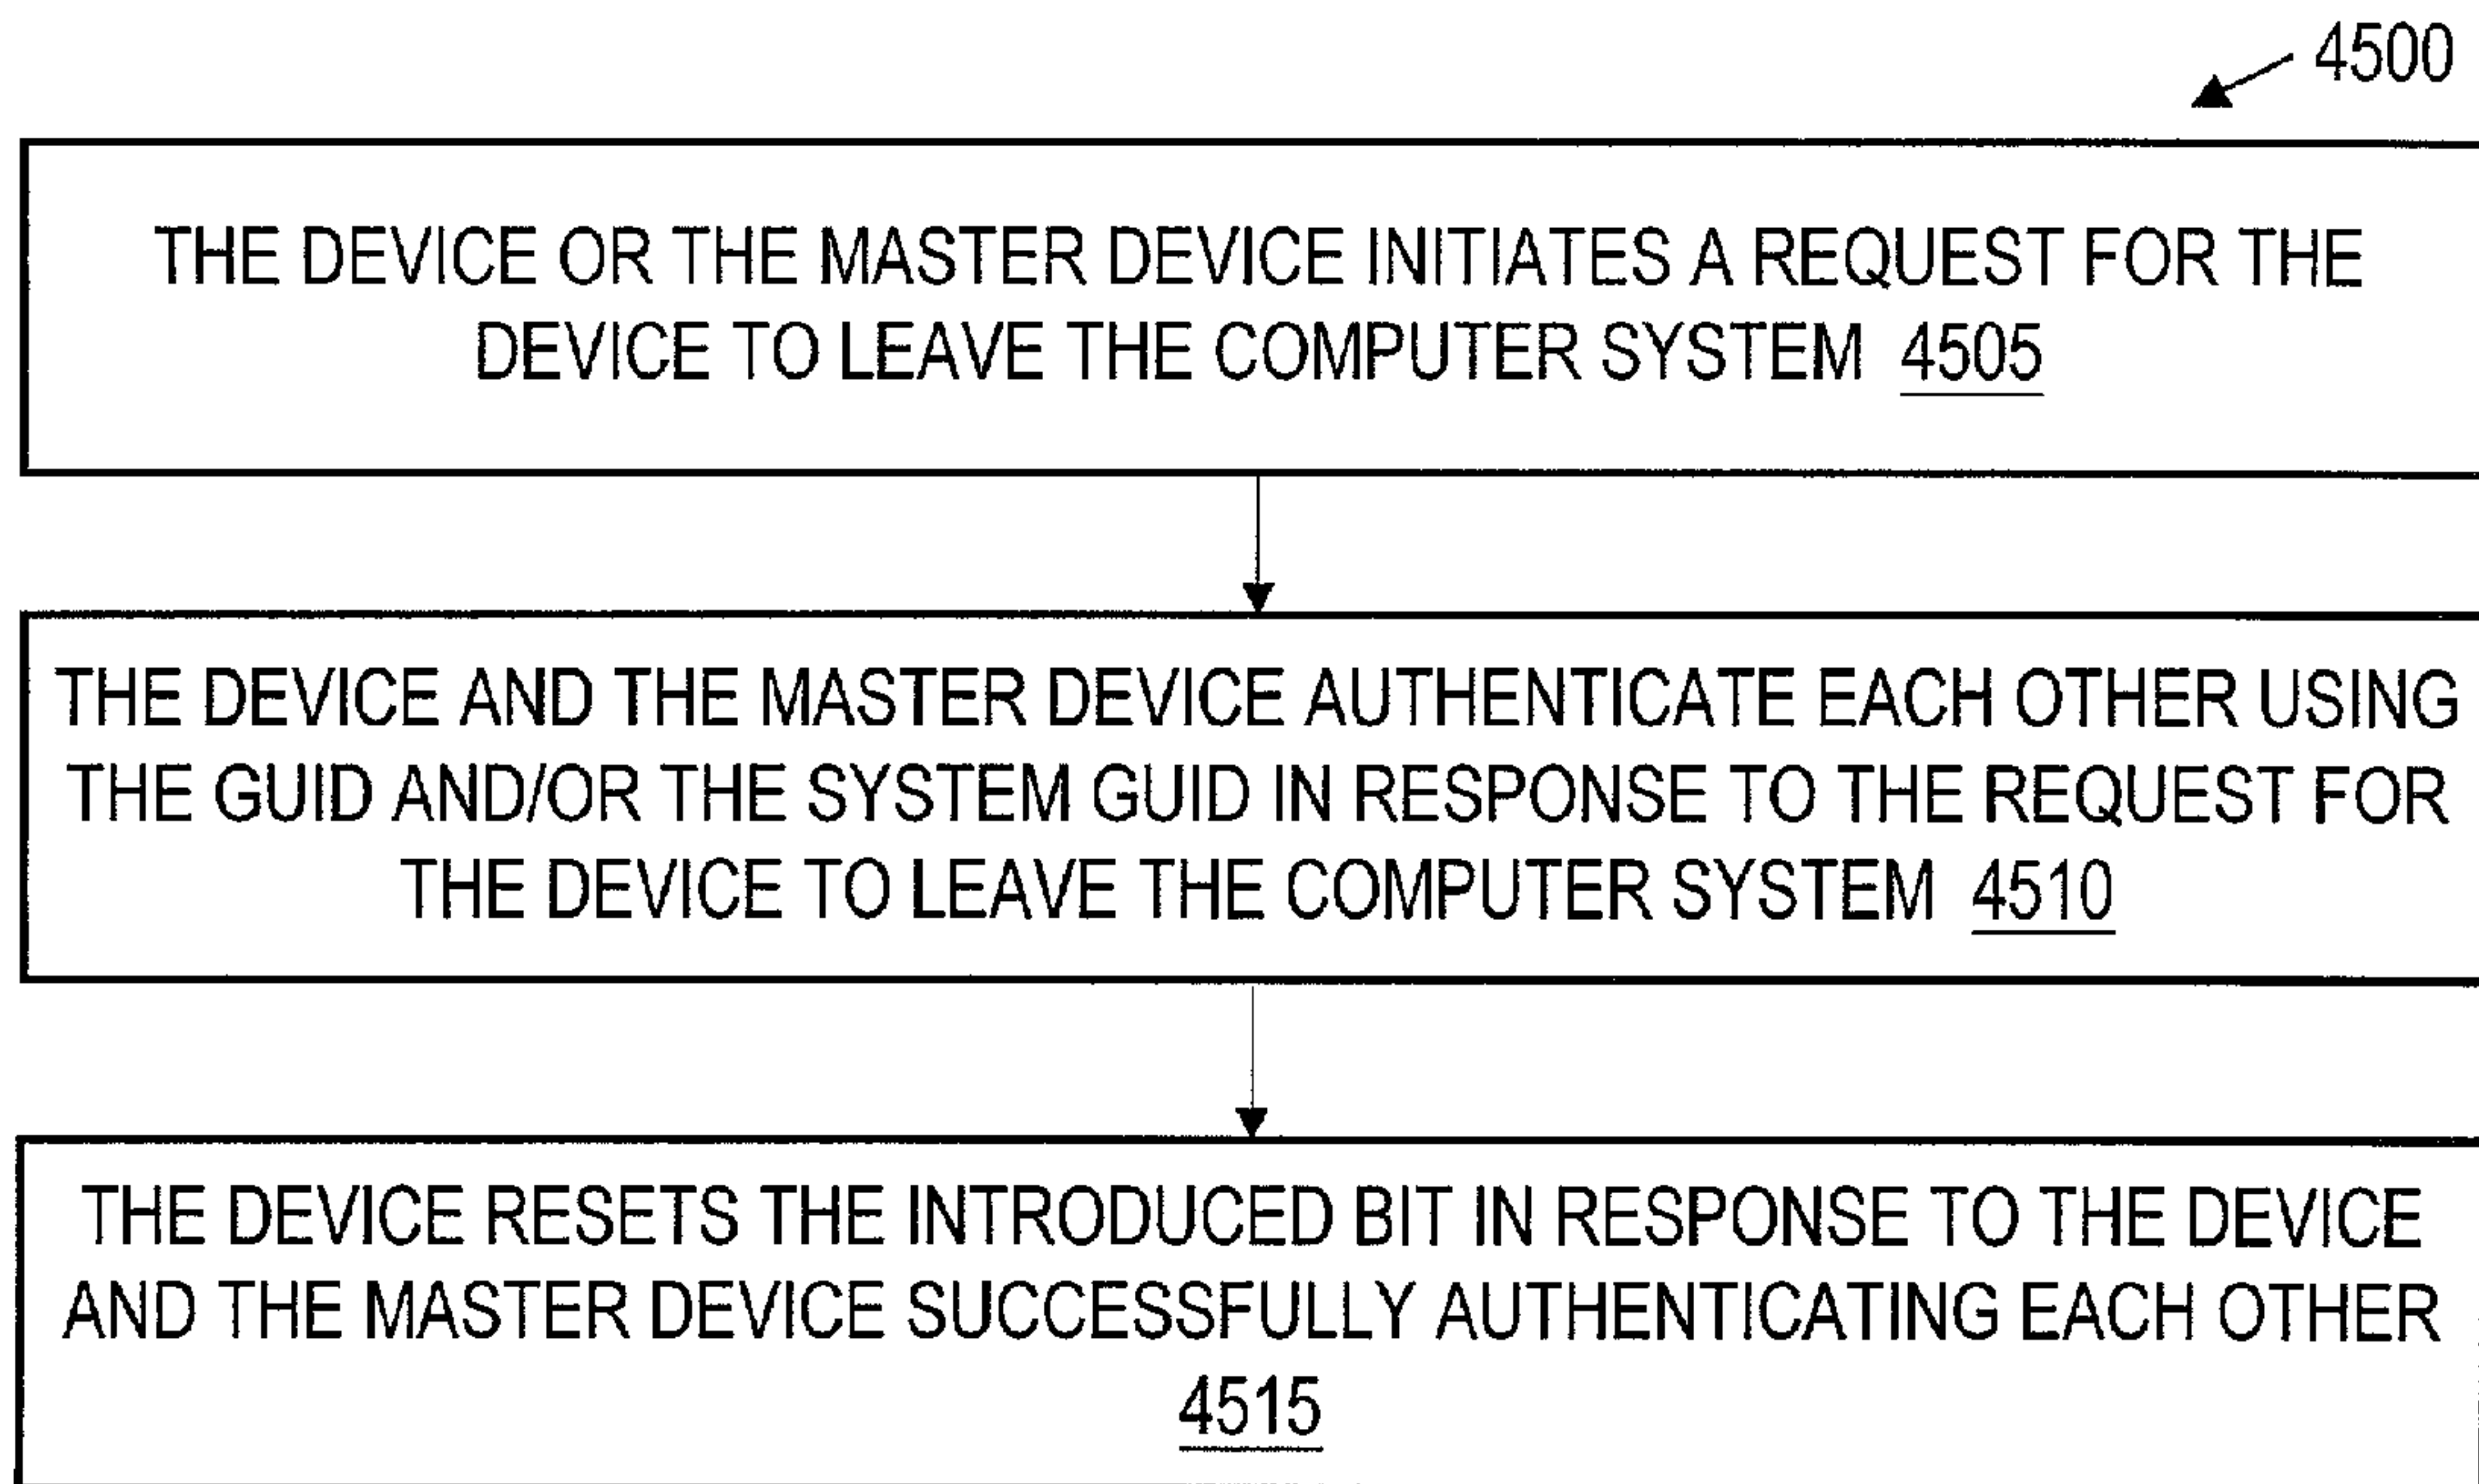 4500
THE DEVICE OR THE MASTER DEVICE INITIATES A REQUEST FOR THE
DEVICE TO LEAVE THE COMPUTER SYSTEM 4505
THE DEVICE AND THE MASTER DEVICE AUTHENTICATE EACH OTHER USING
THE GUID AND/OR THE SYSTEM GUID IN RESPONSE TO THE REQUEST FOR
THE DEVICE TO LEAVE THE COMPUTER SYSTEM 4510
THE DEVICE RESETS THE INTRODUCED BIT IN RESPONSE TO THE DEVICE
AND THE MASTER DEVICE SUCCESSFULLY AUTHENTICATING EACH OTHER
4515